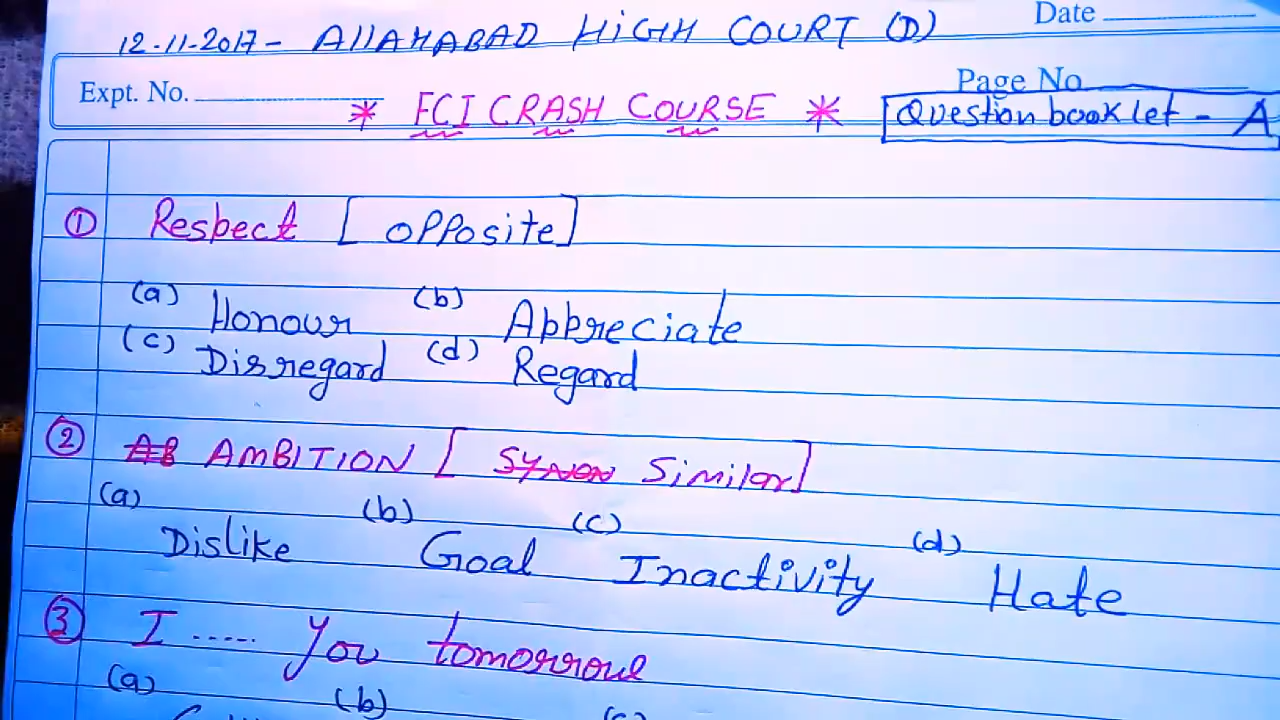 12-11-2017- AllAHABAD HIGH COURT (D)
Date
Expt. No.
Page No
* FCI CRASH COURSE *
Question booklet - A
① Respect [opposite]
(a) Honour (b) Appreciate
(c) Disregard (d) Regard
② AB AMBITION [SYNON Similar]
(a) Dislike (b) Goal (c) Inactivity (d) Hate
③ I ..... you tomorrow
(a) (b) (c)